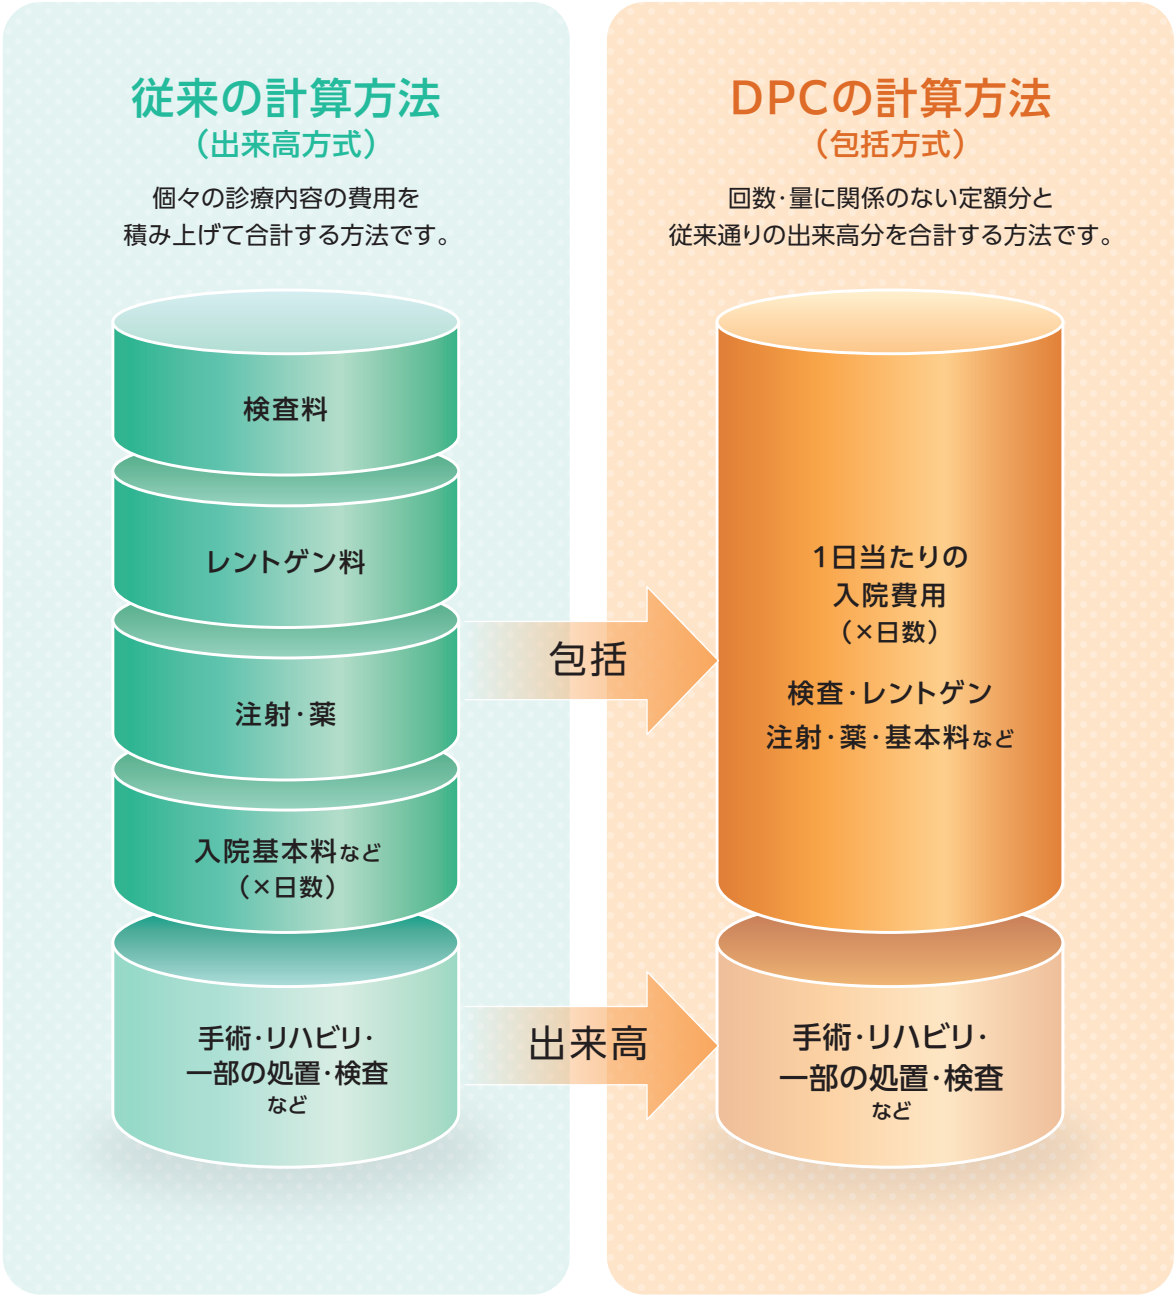 従来の計算方法
（出来高方式）
個々の診療内容の費用を
積み上げて合計する方法です。
検査料
レントゲン料
注射・薬
入院基本料など
（×日数）
手術・リハビリ・
一部の処置・検査
など
包括
出来高
DPCの計算方法
（包括方式）
回数・量に関係のない定額分と
従来通りの出来高分を合計する方法です。
1日当たりの
入院費用
（×日数）
検査・レントゲン
注射・薬・基本料など
手術・リハビリ・
一部の処置・検査
など